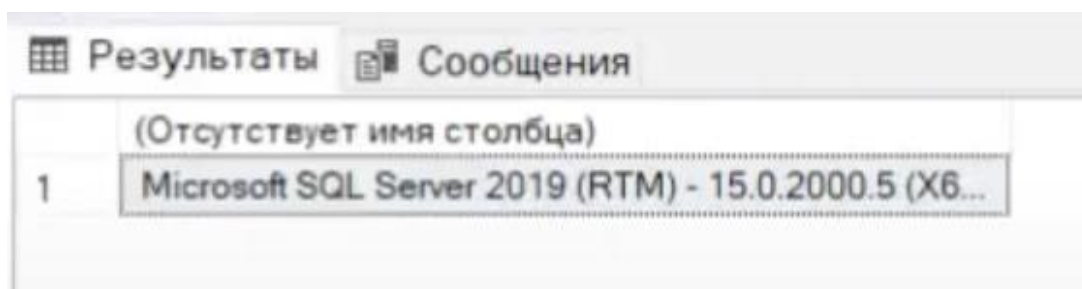 Результаты Сообщения
(Отсутствует имя столбца)
1 Microsoft SQL Server 2019 (RTM) - 15.0.2000.5 (X6...